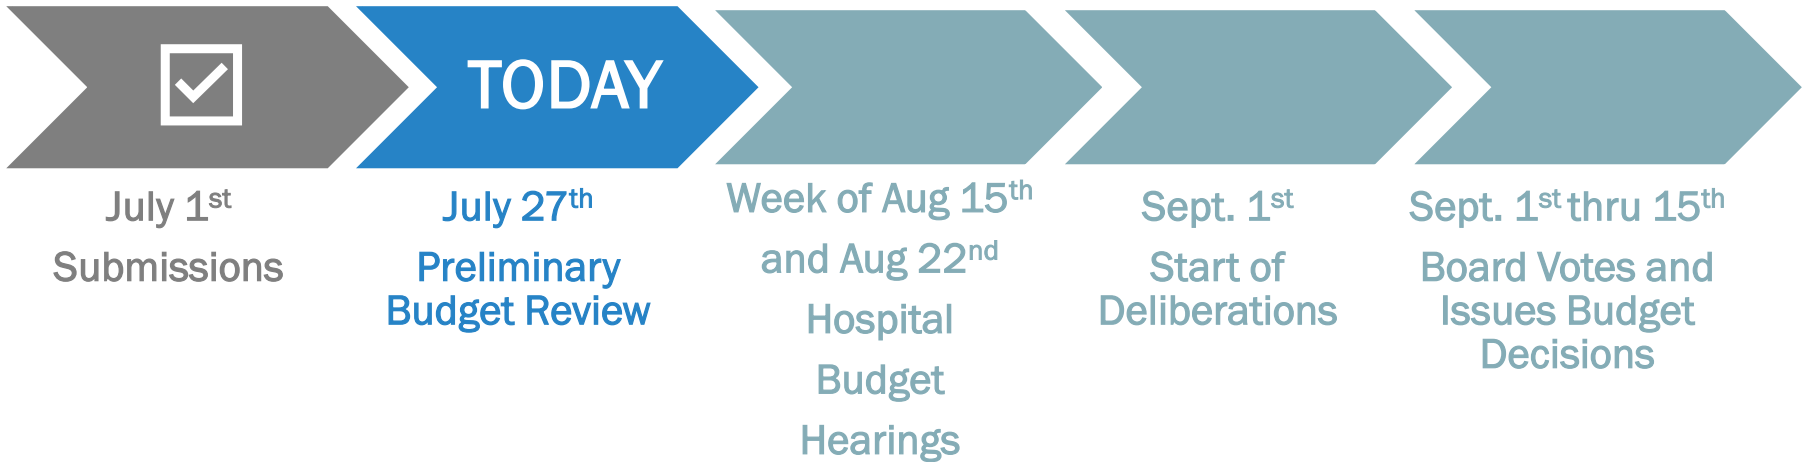 TODAY
July 1st
Submissions
July 27th
Preliminary
Budget Review
Week of Aug 15th
and Aug 22nd
Hospital
Budget
Hearings
Sept. 1st
Start of
Deliberations
Sept. 1st thru 15th
Board Votes and
Issues Budget
Decisions